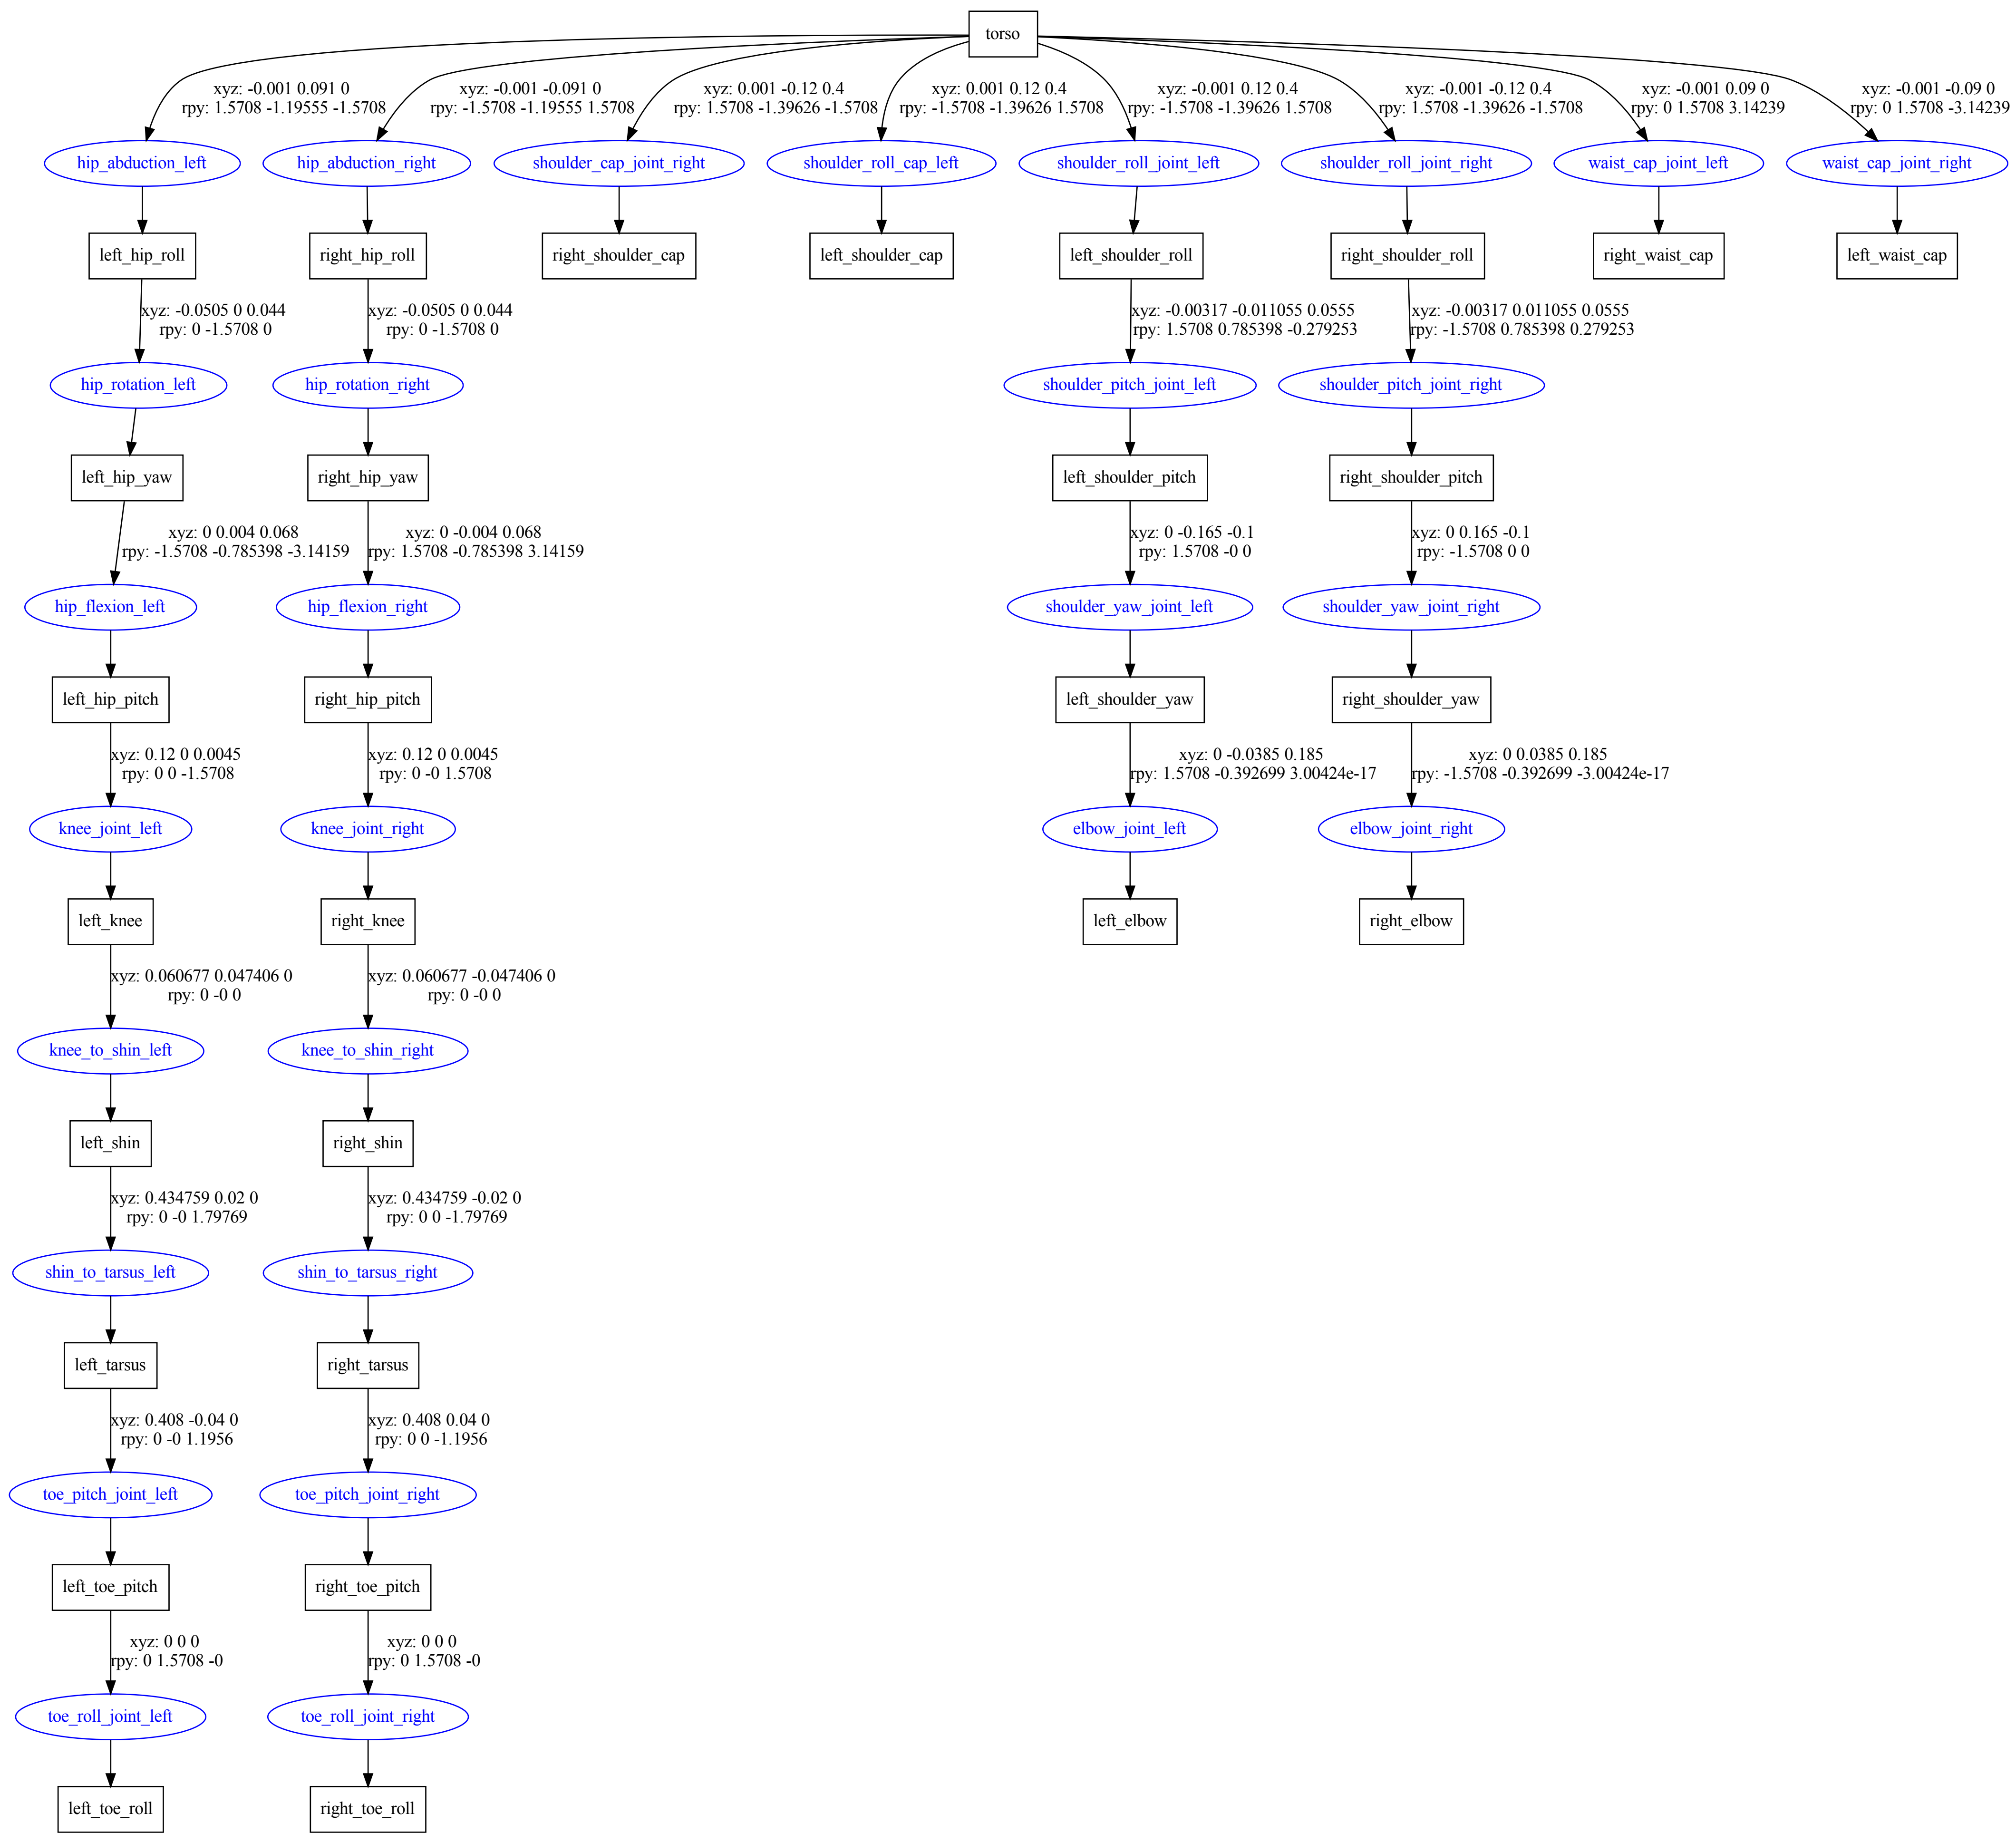 torso
xyz: -0.001 0.091 0
rpy: 1.5708 -1.19555 -1.5708
xyz: -0.001 -0.091 0
rpy: -1.5708 -1.19555 1.5708
xyz: 0.001 -0.12 0.4
rpy: 1.5708 -1.39626 -1.5708
xyz: 0.001 0.12 0.4
rpy: -1.5708 -1.39626 1.5708
xyz: -0.001 0.12 0.4
rpy: -1.5708 -1.39626 1.5708
xyz: -0.001 -0.12 0.4
rpy: 1.5708 -1.39626 -1.5708
xyz: -0.001 0.09 0
rpy: 0 1.5708 3.14239
xyz: -0.001 -0.09 0
rpy: 0 1.5708 -3.14239
hip_abduction_left
hip_abduction_right
shoulder_cap_joint_right
shoulder_roll_cap_left
shoulder_roll_joint_left
shoulder_roll_joint_right
waist_cap_joint_left
waist_cap_joint_right
left_hip_roll
right_hip_roll
right_shoulder_cap
left_shoulder_cap
left_shoulder_roll
right_shoulder_roll
right_waist_cap
left_waist_cap
xyz: -0.0505 0 0.044
rpy: 0 -1.5708 0
xyz: -0.0505 0 0.044
rpy: 0 -1.5708 0
xyz: -0.00317 -0.011055 0.0555
rpy: 1.5708 0.785398 -0.279253
xyz: -0.00317 0.011055 0.0555
rpy: -1.5708 0.785398 0.279253
hip_rotation_left
hip_rotation_right
shoulder_pitch_joint_left
shoulder_pitch_joint_right
left_hip_yaw
right_hip_yaw
left_shoulder_pitch
right_shoulder_pitch
xyz: 0 0.004 0.068
rpy: -1.5708 -0.785398 -3.14159
xyz: 0 -0.004 0.068
rpy: 1.5708 -0.785398 3.14159
xyz: 0 -0.165 -0.1
rpy: 1.5708 -0 0
xyz: 0 0.165 -0.1
rpy: -1.5708 0 0
hip_flexion_left
hip_flexion_right
shoulder_yaw_joint_left
shoulder_yaw_joint_right
left_hip_pitch
right_hip_pitch
left_shoulder_yaw
right_shoulder_yaw
xyz: 0.12 0 0.0045
rpy: 0 0 -1.5708
xyz: 0.12 0 0.0045
rpy: 0 -0 1.5708
xyz: 0 -0.0385 0.185
rpy: 1.5708 -0.392699 3.00424e-17
xyz: 0 0.0385 0.185
rpy: -1.5708 -0.392699 -3.00424e-17
knee_joint_left
knee_joint_right
elbow_joint_left
elbow_joint_right
left_knee
right_knee
left_elbow
right_elbow
xyz: 0.060677 0.047406 0
rpy: 0 -0 0
xyz: 0.060677 -0.047406 0
rpy: 0 -0 0
knee_to_shin_left
knee_to_shin_right
left_shin
right_shin
xyz: 0.434759 0.02 0
rpy: 0 -0 1.79769
xyz: 0.434759 -0.02 0
rpy: 0 0 -1.79769
shin_to_tarsus_left
shin_to_tarsus_right
left_tarsus
right_tarsus
xyz: 0.408 -0.04 0
rpy: 0 -0 1.1956
xyz: 0.408 0.04 0
rpy: 0 0 -1.1956
toe_pitch_joint_left
toe_pitch_joint_right
left_toe_pitch
right_toe_pitch
xyz: 0 0 0
rpy: 0 1.5708 -0
xyz: 0 0 0
rpy: 0 1.5708 -0
toe_roll_joint_left
toe_roll_joint_right
left_toe_roll
right_toe_roll